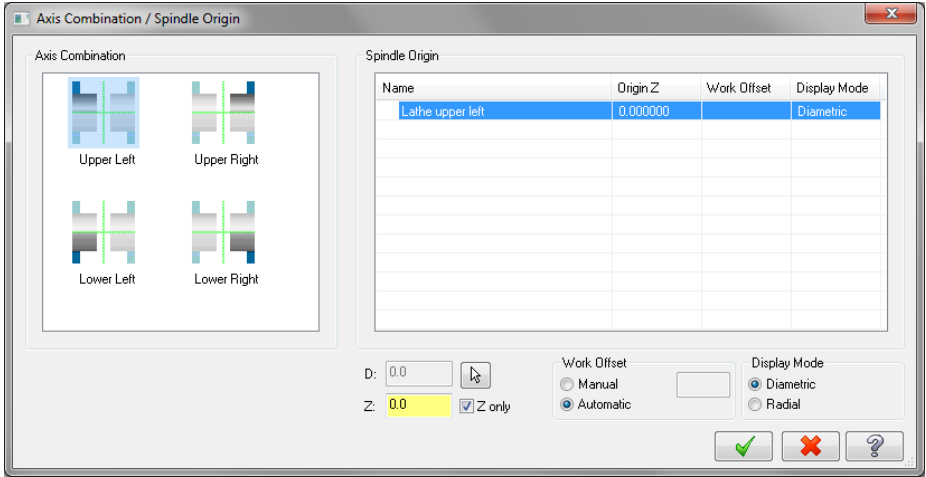 Axis Combination / Spindle Origin
Axis Combination
Upper Left
Upper Right
Lower Left
Lower Right
Spindle Origin
Name Origin Z Work Offset Display Mode
Lathe upper left 0.000000 Diametric
D: 0.0
Z: 0.0 Z only
Work Offset
Manual
Automatic
Display Mode
Diametric
Radial